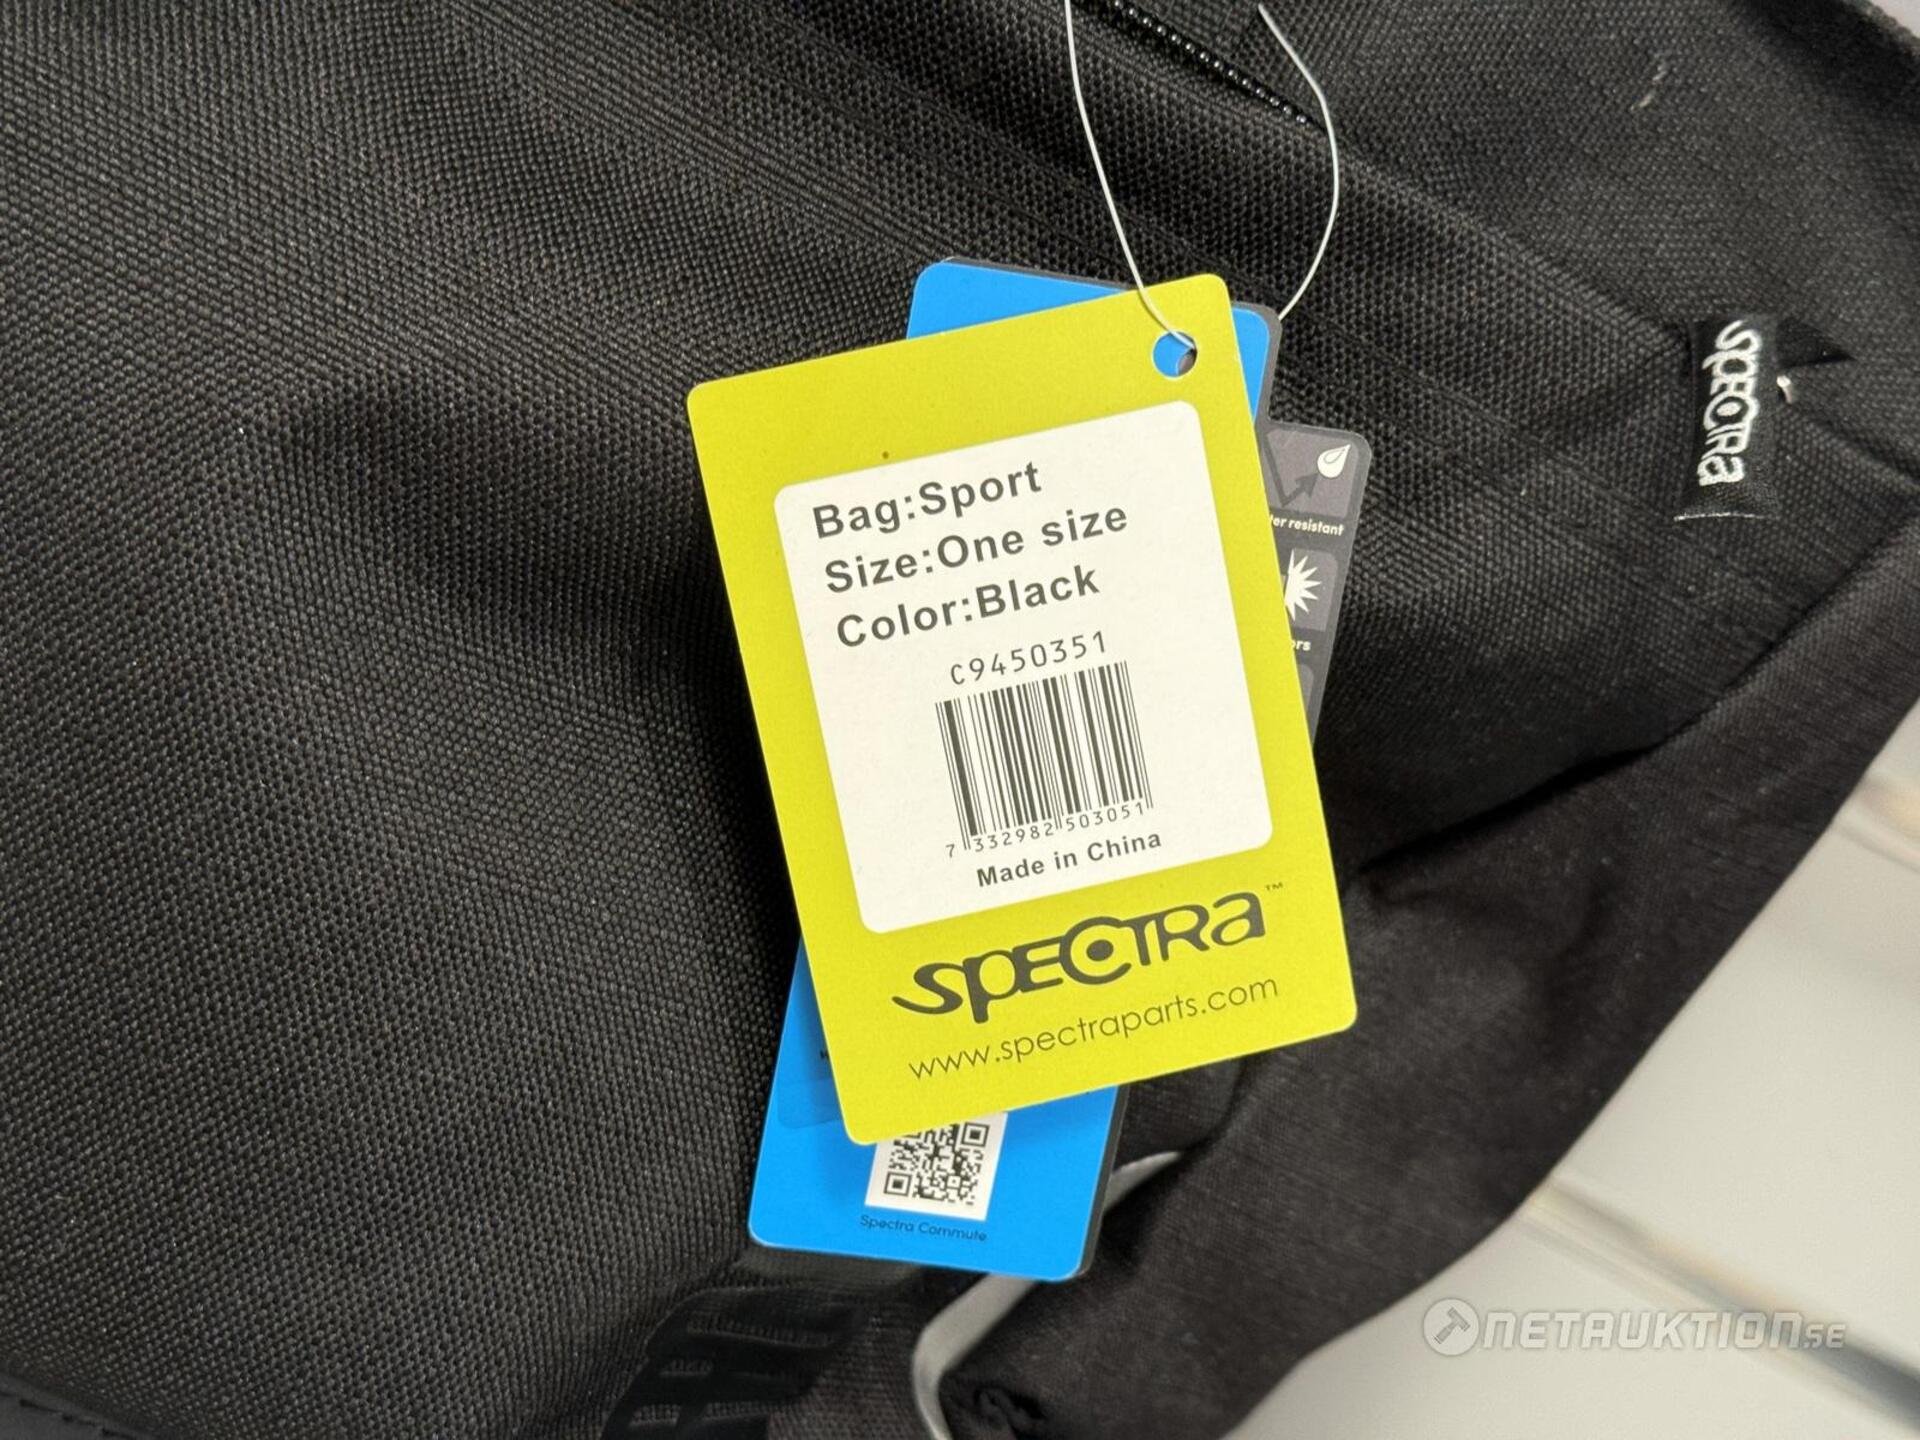 SPECTRA
Bag:Sport
Size:One size
Color:Black
C9450351
7 332982 503051
Made in China
SPECTRA™
www.spectraparts.com
resistant
Spectra Commute
NETAUKTION.SE